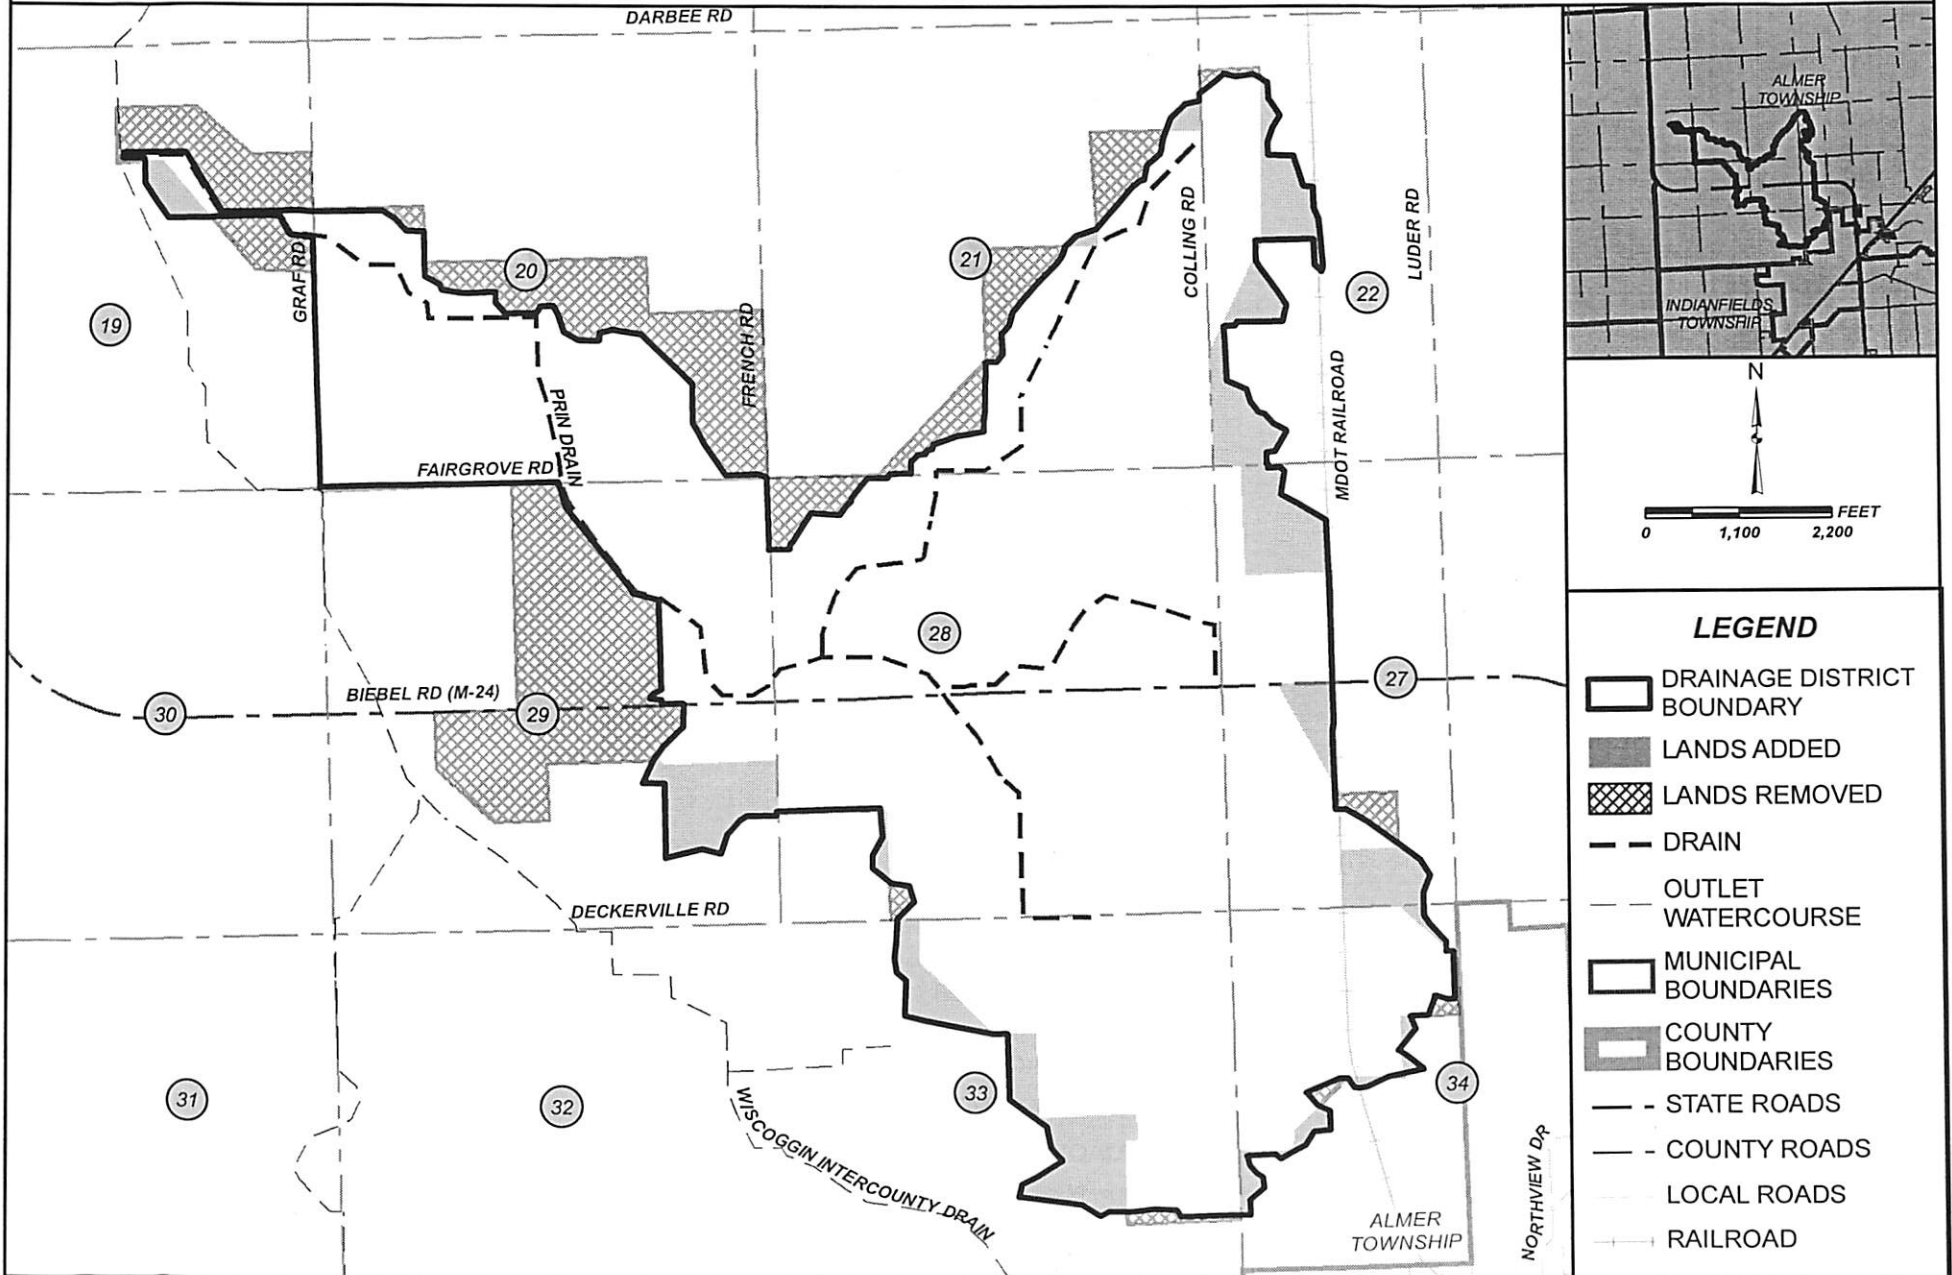 DARBEE RD
GRAF RD
FRENCH RD
COLLING RD
LUDER RD
MDOT RAILROAD
19
20
21
22
PRIN DRAIN
FAIRGROVE RD
28
27
BIEBEL RD (M-24)
30
29
DECKERVILLE RD
31
32
33
34
WISCOGGIN INTERCOUNTY DRAIN
ALMER
TOWNSHIP
NORTHVIEW DR
ALMER
TOWNSHIP
INDIANFIELDS
TOWNSHIP
N
FEET
0 1,100 2,200
LEGEND
DRAINAGE DISTRICT
BOUNDARY
LANDS ADDED
LANDS REMOVED
DRAIN
OUTLET
WATERCOURSE
MUNICIPAL
BOUNDARIES
COUNTY
BOUNDARIES
STATE ROADS
COUNTY ROADS
LOCAL ROADS
RAILROAD